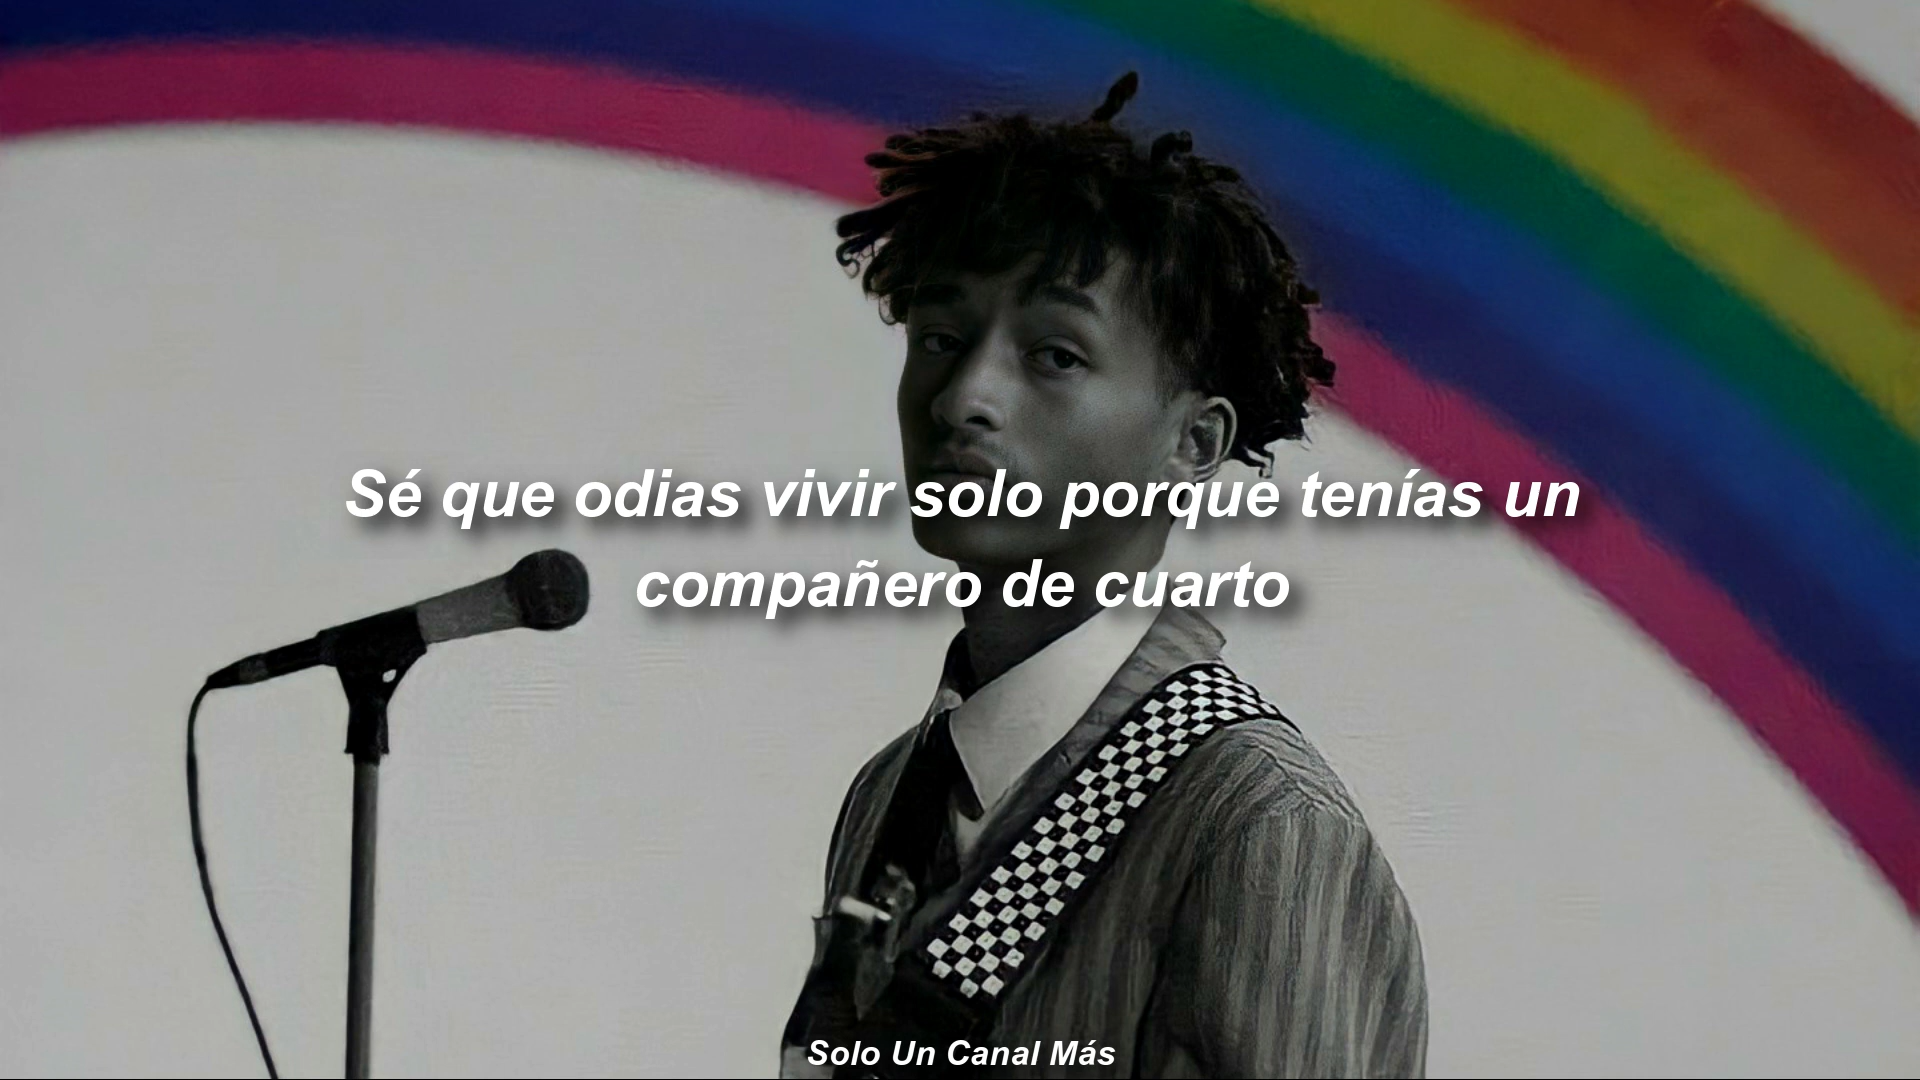 Sé que odias vivir solo porque tenías un
compañero de cuarto
Solo Un Canal Más